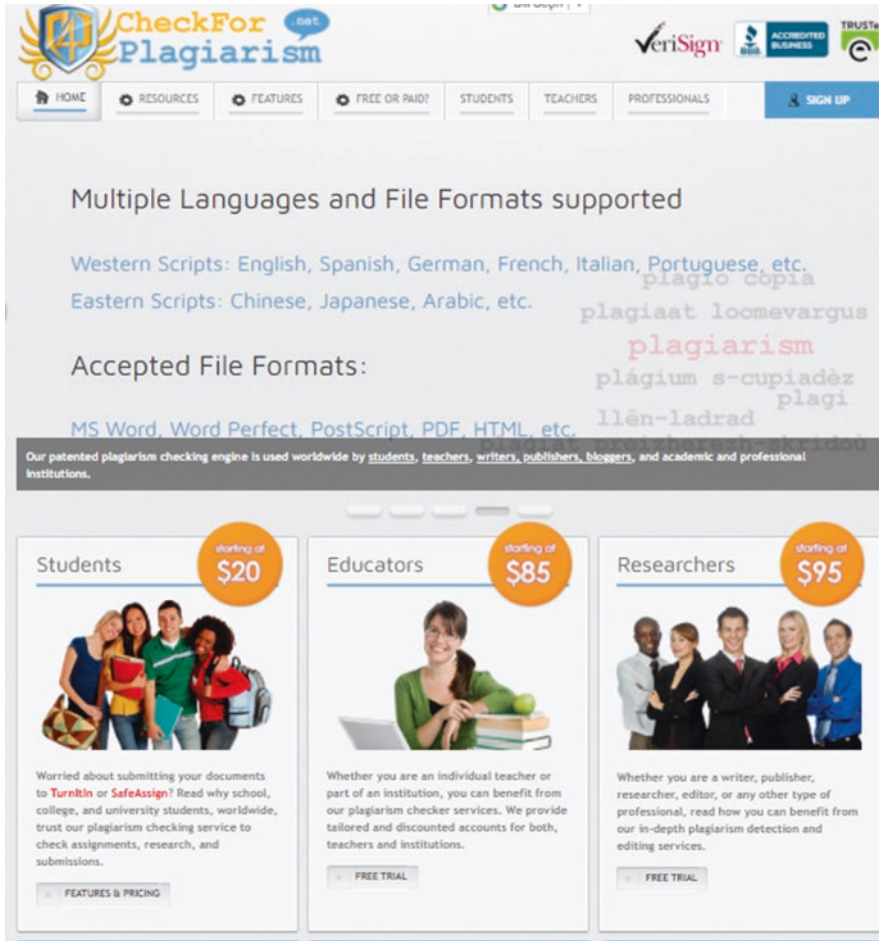 CheckFor .net
Plagiarism
VeriSign
BBB. ACCREDITED BUSINESS
TRUSTe
HOME RESOURCES FEATURES FREE OR PAID? STUDENTS TEACHERS PROFESSIONALS SIGN UP
Multiple Languages and File Formats supported
Western Scripts: English, Spanish, German, French, Italian, Portuguese, etc.
Eastern Scripts: Chinese, Japanese, Arabic, etc.
plagio copia
plagiaat loomevargus
plagiarism
plágium s-cupiadèz
plagi
llên-ladrad
plagiat preizherezh-skridoù
Accepted File Formats:
MS Word, Word Perfect, PostScript, PDF, HTML, etc.
Our patented plagiarism checking engine is used worldwide by students, teachers, writers, publishers, bloggers, and academic and professional
institutions.
Students
starting at
$20
Worried about submitting your documents
to TurnItIn or SafeAssign? Read why school,
college, and university students, worldwide,
trust our plagiarism checking service to
check assignments, research, and
submissions.
FEATURES & PRICING
Educators
starting at
$85
Whether you are an individual teacher or
part of an institution, you can benefit from
our plagiarism checker services. We provide
tailored and discounted accounts for both,
teachers and institutions.
FREE TRIAL
Researchers
starting at
$95
Whether you are a writer, publisher,
researcher, editor, or any other type of
professional, read how you can benefit from
our in-depth plagiarism detection and
editing services.
FREE TRIAL